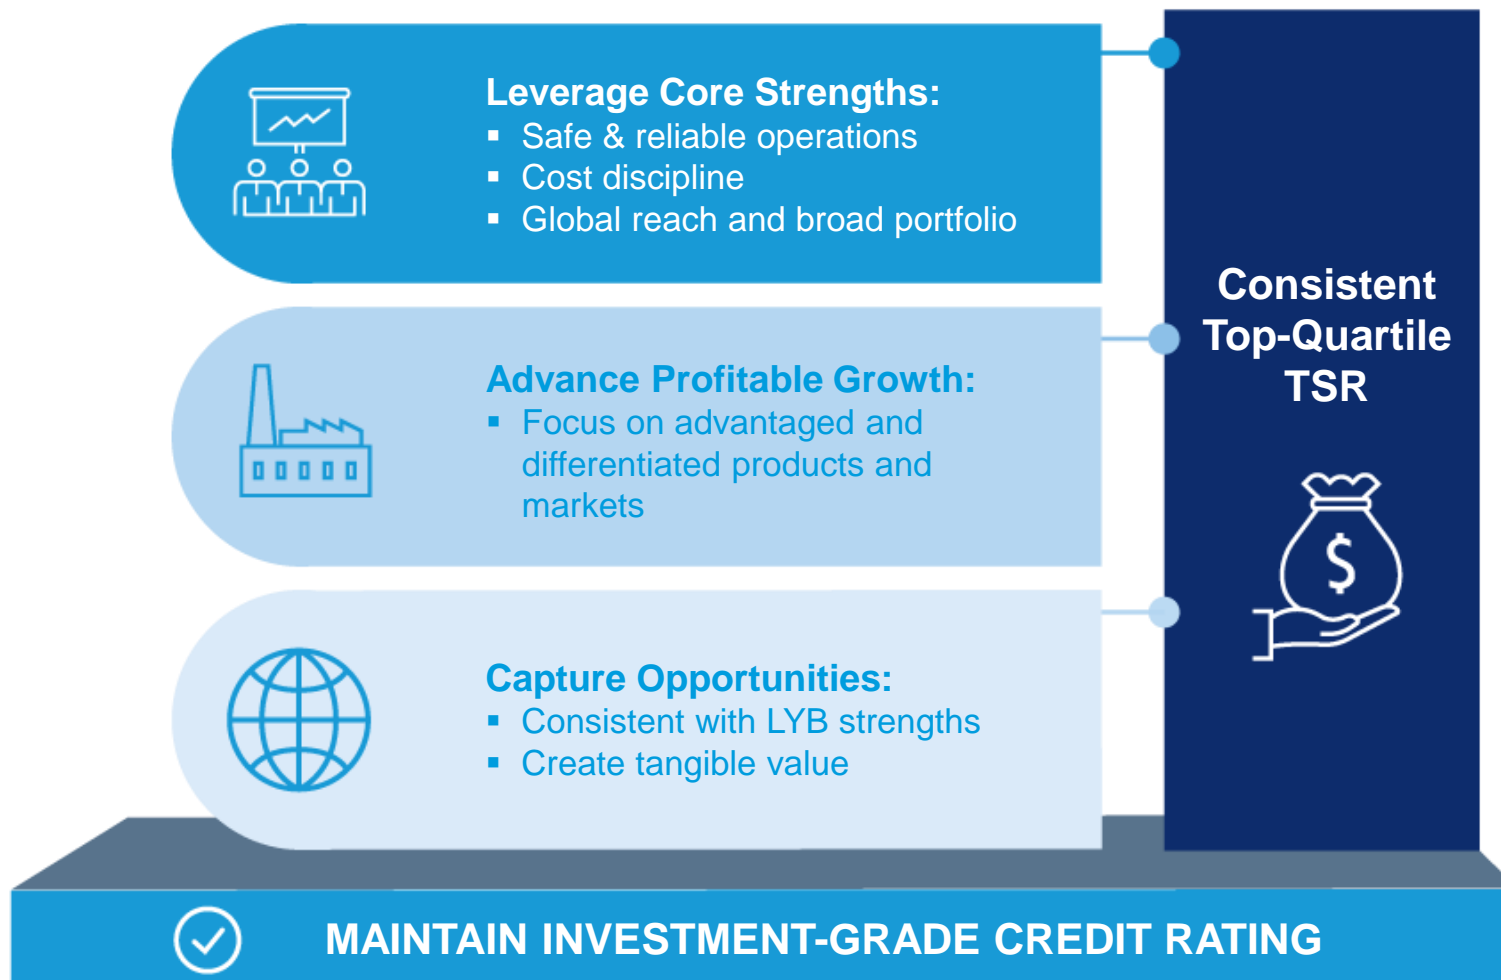 Leverage Core Strengths:
▪ Safe & reliable operations
▪ Cost discipline
▪ Global reach and broad portfolio
Advance Profitable Growth:
▪ Focus on advantaged and
differentiated products and
markets
Capture Opportunities:
▪ Consistent with LYB strengths
▪ Create tangible value
Consistent
Top-Quartile
TSR
$
MAINTAIN INVESTMENT-GRADE CREDIT RATING